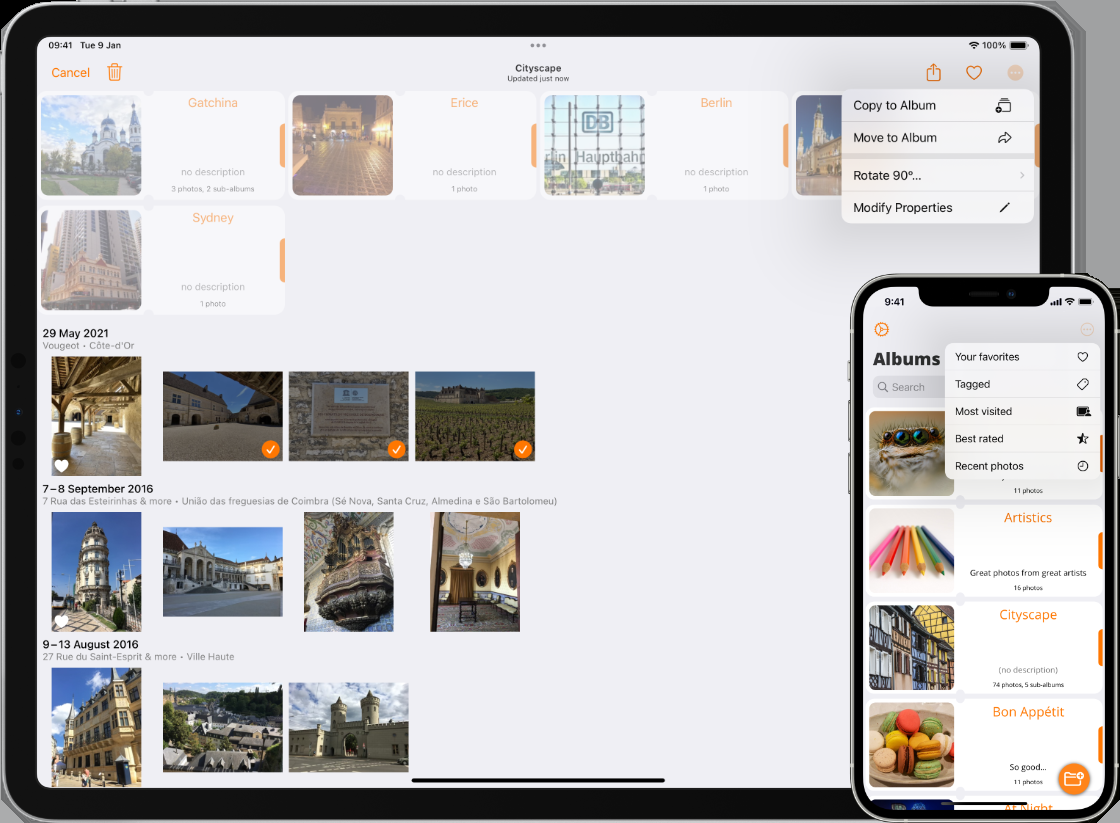 09:41 Tue 9 Jan
100%
Cancel
Cityscape
Updated just now
Gatchina
no description
3 photos, 2 sub-albums
Erice
no description
1 photo
DB
Hauptbahn
Berlin
no description
1 photo
Copy to Album
Move to Album
Rotate 90°...
Modify Properties
Sydney
no description
1 photo
29 May 2021
Vougeot • Côte-d'Or
7–8 September 2016
7 Rua das Esteirinhas & more • União das freguesias de Coimbra (Sé Nova, Santa Cruz, Almedina e São Bartolomeu)
9–13 August 2016
27 Rue du Saint-Esprit & more • Ville Haute
9:41
Albums
Search
Your favorites
Tagged
Most visited
Best rated
Recent photos
11 photos
Artistics
Great photos from great artists
16 photos
Cityscape
(no description)
74 photos, 5 sub-albums
Bon Appétit
So good...
11 photos
At Night